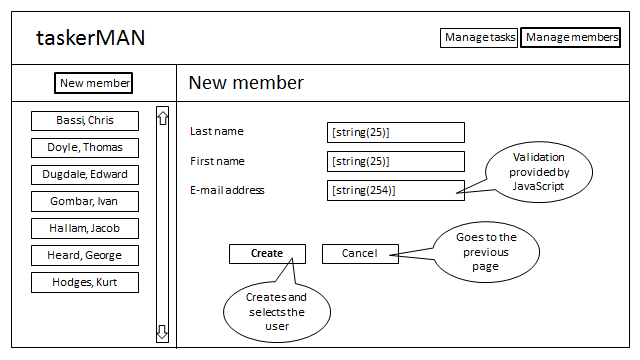 taskerMAN
Manage tasks
Manage members
New member
New member
Bassi, Chris
Doyle, Thomas
Dugdale, Edward
Gombar, Ivan
Hallam, Jacob
Heard, George
Hodges, Kurt
Last name
[string(25)]
First name
[string(25)]
E-mail address
[string(254)]
Validation
provided by
JavaScript
Create
Cancel
Goes to the
previous
page
Creates and
selects the
user